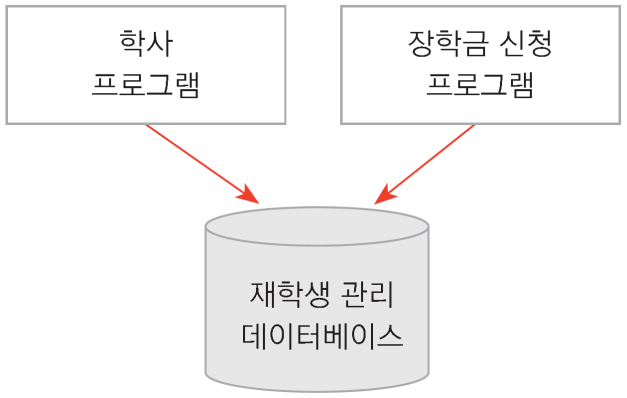 학사
프로그램
장학금 신청
프로그램
재학생 관리
데이터베이스